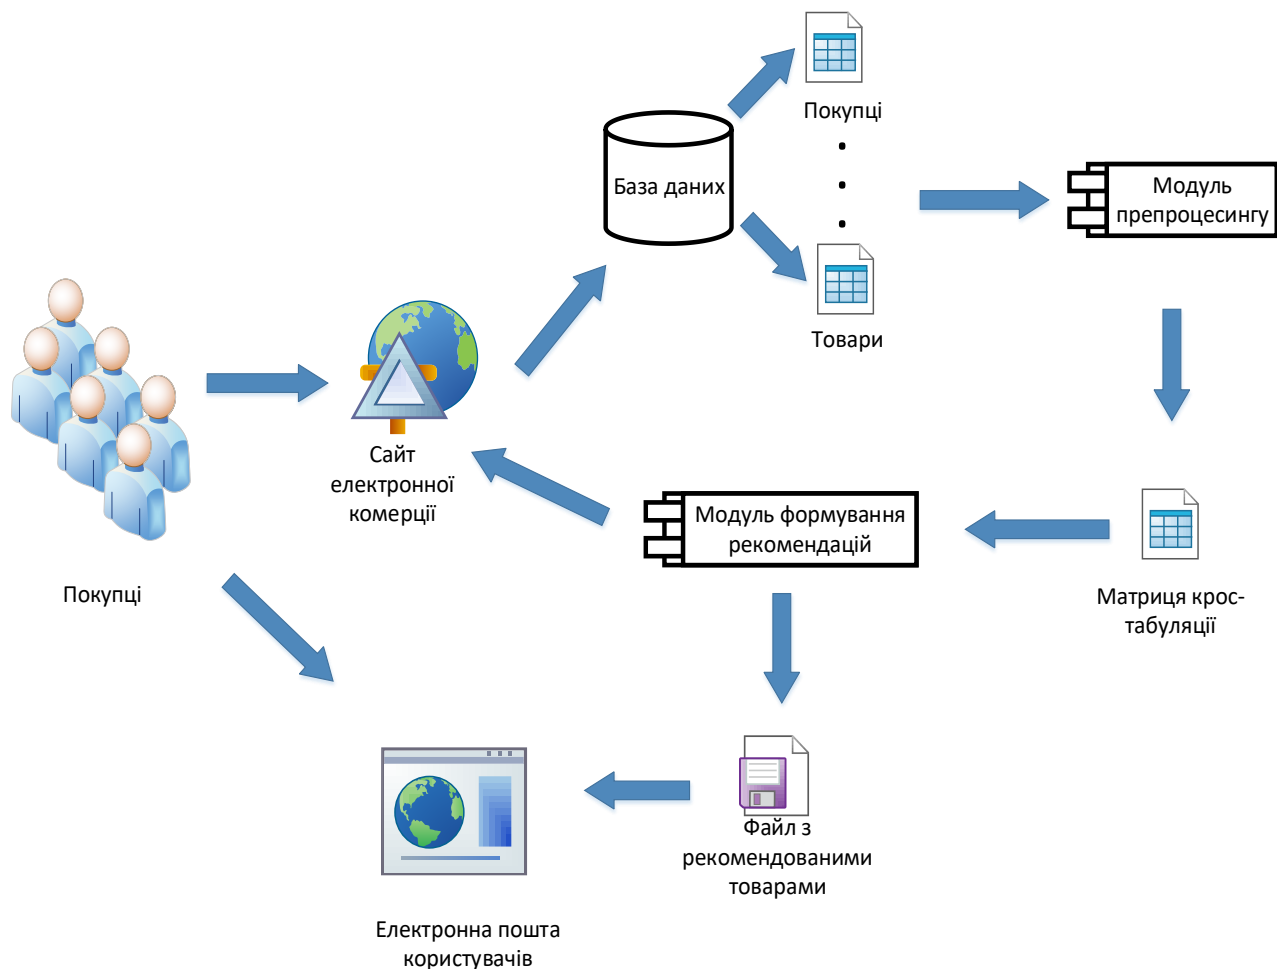 Покупці
База даних
Модуль
препроцесингу
Товари
Сайт
електронної
комерції
Модуль формування
рекомендацій
Покупці
Матриця крос-
табуляції
Файл з
рекомендованими
товарами
Електронна пошта
користувачів